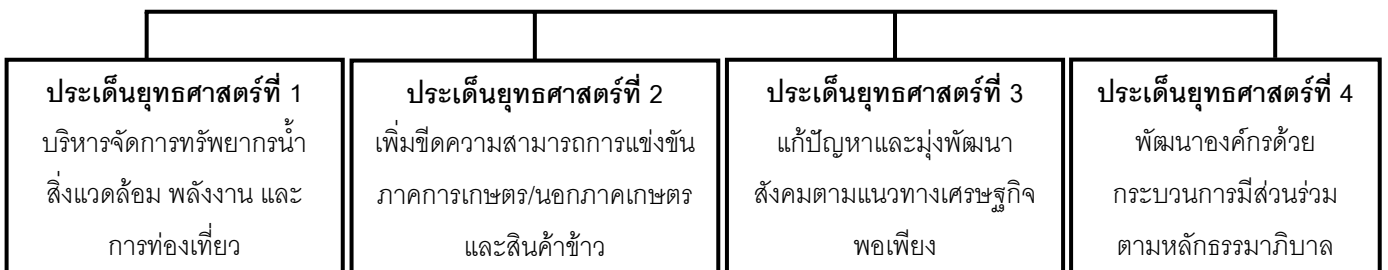 ประเด็นยุทธศาสตร์ที่ 1
บริหารจัดการทรัพยากรน้ำ
สิ่งแวดล้อม พลังงาน และ
การท่องเที่ยว
ประเด็นยุทธศาสตร์ที่ 2
เพิ่มขีดความสามารถการแข่งขัน
ภาคการเกษตร/นอกภาคเกษตร
และสินค้าข้าว
ประเด็นยุทธศาสตร์ที่ 3
แก้ปัญหาและมุ่งพัฒนา
สังคมตามแนวทางเศรษฐกิจ
พอเพียง
ประเด็นยุทธศาสตร์ที่ 4
พัฒนาองค์กรด้วย
กระบวนการมีส่วนร่วม
ตามหลักธรรมาภิบาล